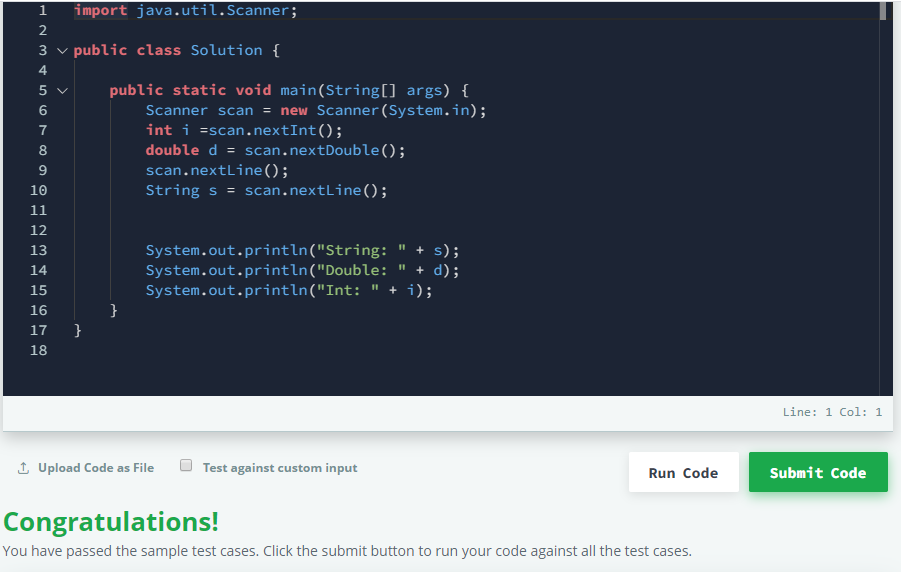 1 import java.util.Scanner;
2
3 public class Solution {
4
5 public static void main(String[] args) {
6 Scanner scan = new Scanner(System.in);
7 int i =scan.nextInt();
8 double d = scan.nextDouble();
9 scan.nextLine();
10 String s = scan.nextLine();
11
12
13 System.out.println("String: " + s);
14 System.out.println("Double: " + d);
15 System.out.println("Int: " + i);
16 }
17 }
18
Line: 1 Col: 1
Upload Code as File Test against custom input Run Code Submit Code
Congratulations!
You have passed the sample test cases. Click the submit button to run your code against all the test cases.